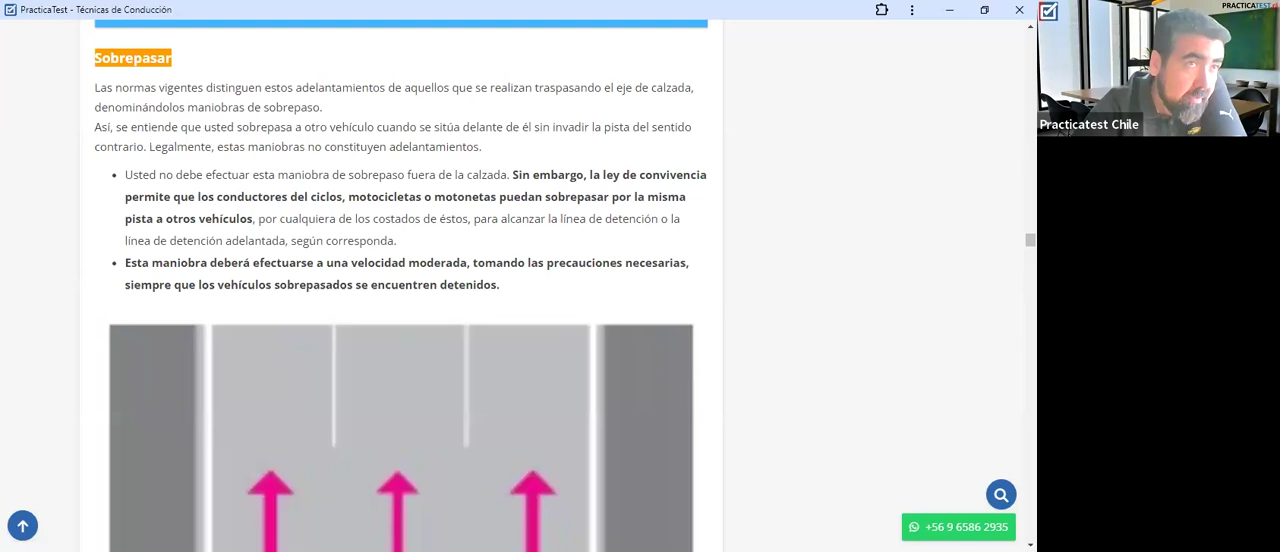 PracticaTest - Técnicas de Conducción
PRACTICATEST.cl
Sobrepasar
Las normas vigentes distinguen estos adelantamientos de aquellos que se realizan traspasando el eje de calzada,
denominándolos maniobras de sobrepaso.
Así, se entiende que usted sobrepasa a otro vehículo cuando se sitúa delante de él sin invadir la pista del sentido
contrario. Legalmente, estas maniobras no constituyen adelantamientos.
Practicatest Chile
Usted no debe efectuar esta maniobra de sobrepaso fuera de la calzada. Sin embargo, la ley de convivencia
permite que los conductores del ciclos, motocicletas o motonetas puedan sobrepasar por la misma
pista a otros vehículos, por cualquiera de los costados de éstos, para alcanzar la línea de detención o la
línea de detención adelantada, según corresponda.
Esta maniobra deberá efectuarse a una velocidad moderada, tomando las precauciones necesarias,
siempre que los vehículos sobrepasados se encuentren detenidos.
+56 9 6586 2935